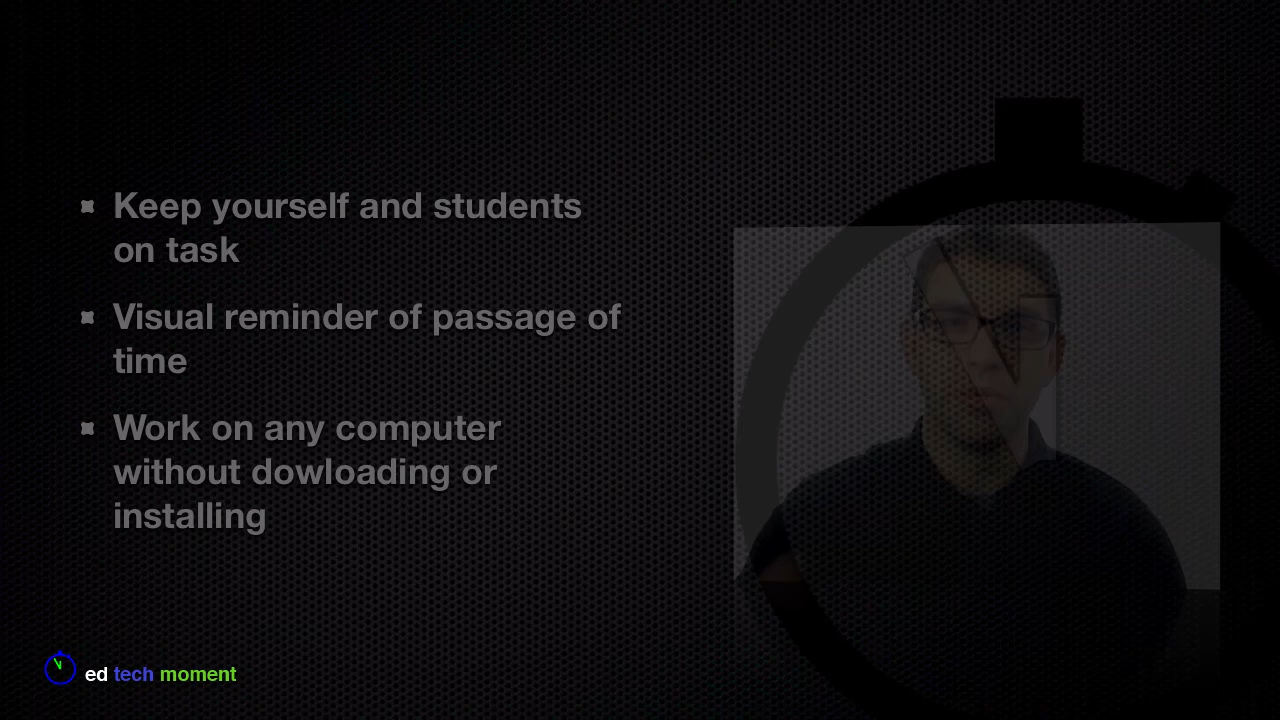 Keep yourself and students
on task
Visual reminder of passage of
time
Work on any computer
without dowloading or
installing
ed tech moment